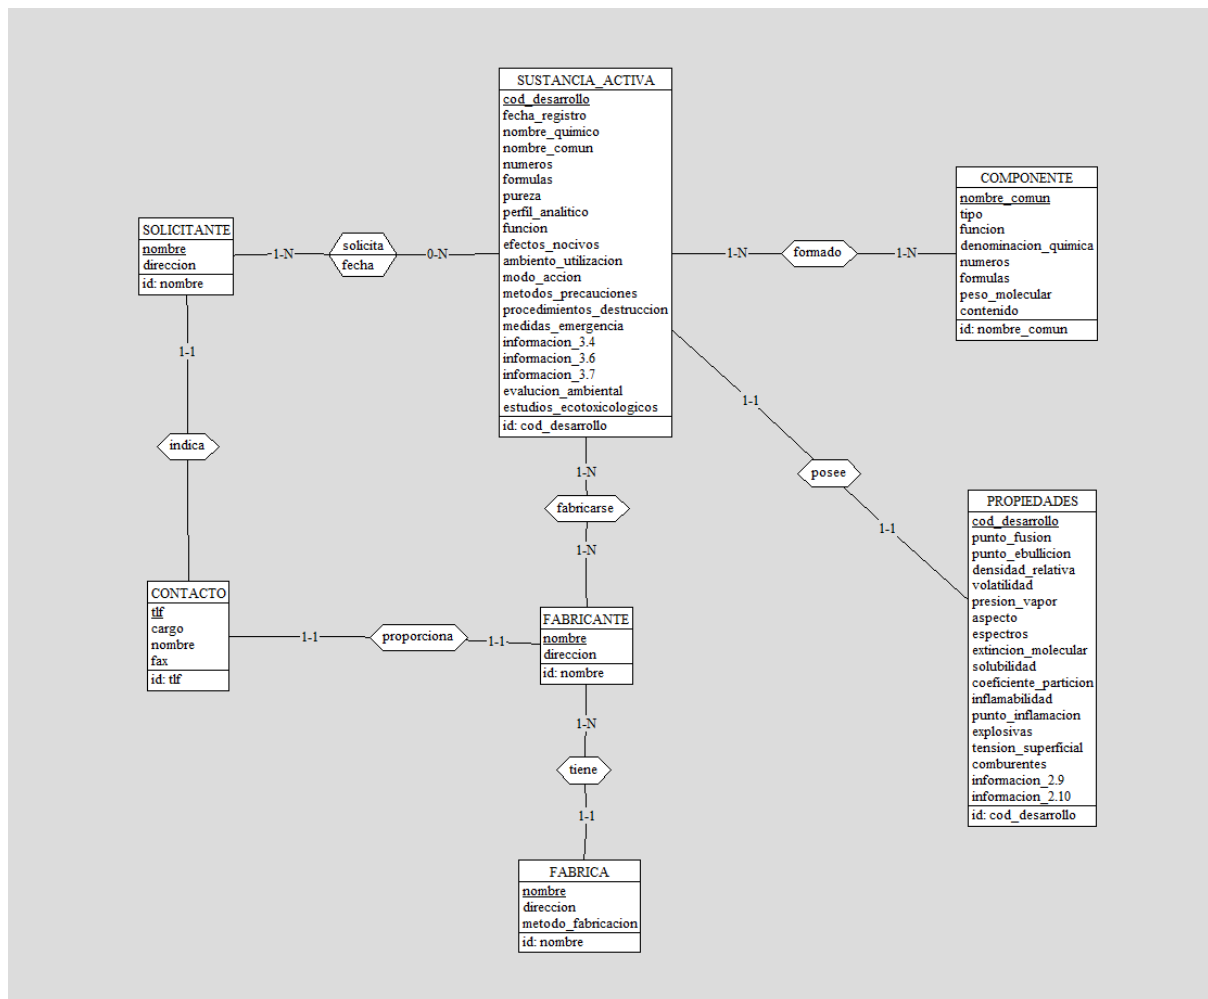 SUSTANCIA_ACTIVA
cod_desarrollo
fecha_registro
nombre_quimico
nombre_comun
numeros
formulas
pureza
perfil_analitico
funcion
efectos_nocivos
ambiento_utilizacion
modo_accion
metodos_precauciones
procedimientos_destruccion
medidas_emergencia
informacion_3.4
informacion_3.6
informacion_3.7
evalucion_ambiental
estudios_ecotoxicologicos
id: cod_desarrollo
COMPONENTE
nombre_comun
tipo
funcion
denominacion_quimica
numeros
formulas
peso_molecular
contenido
id: nombre_comun
SOLICITANTE
nombre
direccion
id: nombre
1-N
solicita
fecha
0-N
1-N
formado
1-N
1-1
indica
1-1
posee
1-1
1-N
fabricarse
1-N
PROPIEDADES
cod_desarrollo
punto_fusion
punto_ebullicion
densidad_relativa
volatilidad
presion_vapor
aspecto
espectros
extincion_molecular
solubilidad
coeficiente_particion
inflamabilidad
punto_inflamacion
explosivas
tension_superficial
comburentes
informacion_2.9
informacion_2.10
id: cod_desarrollo
CONTACTO
tlf
cargo
nombre
fax
id: tlf
1-1
proporciona
1-1
FABRICANTE
nombre
direccion
id: nombre
1-N
tiene
1-1
FABRICA
nombre
direccion
metodo_fabricacion
id: nombre